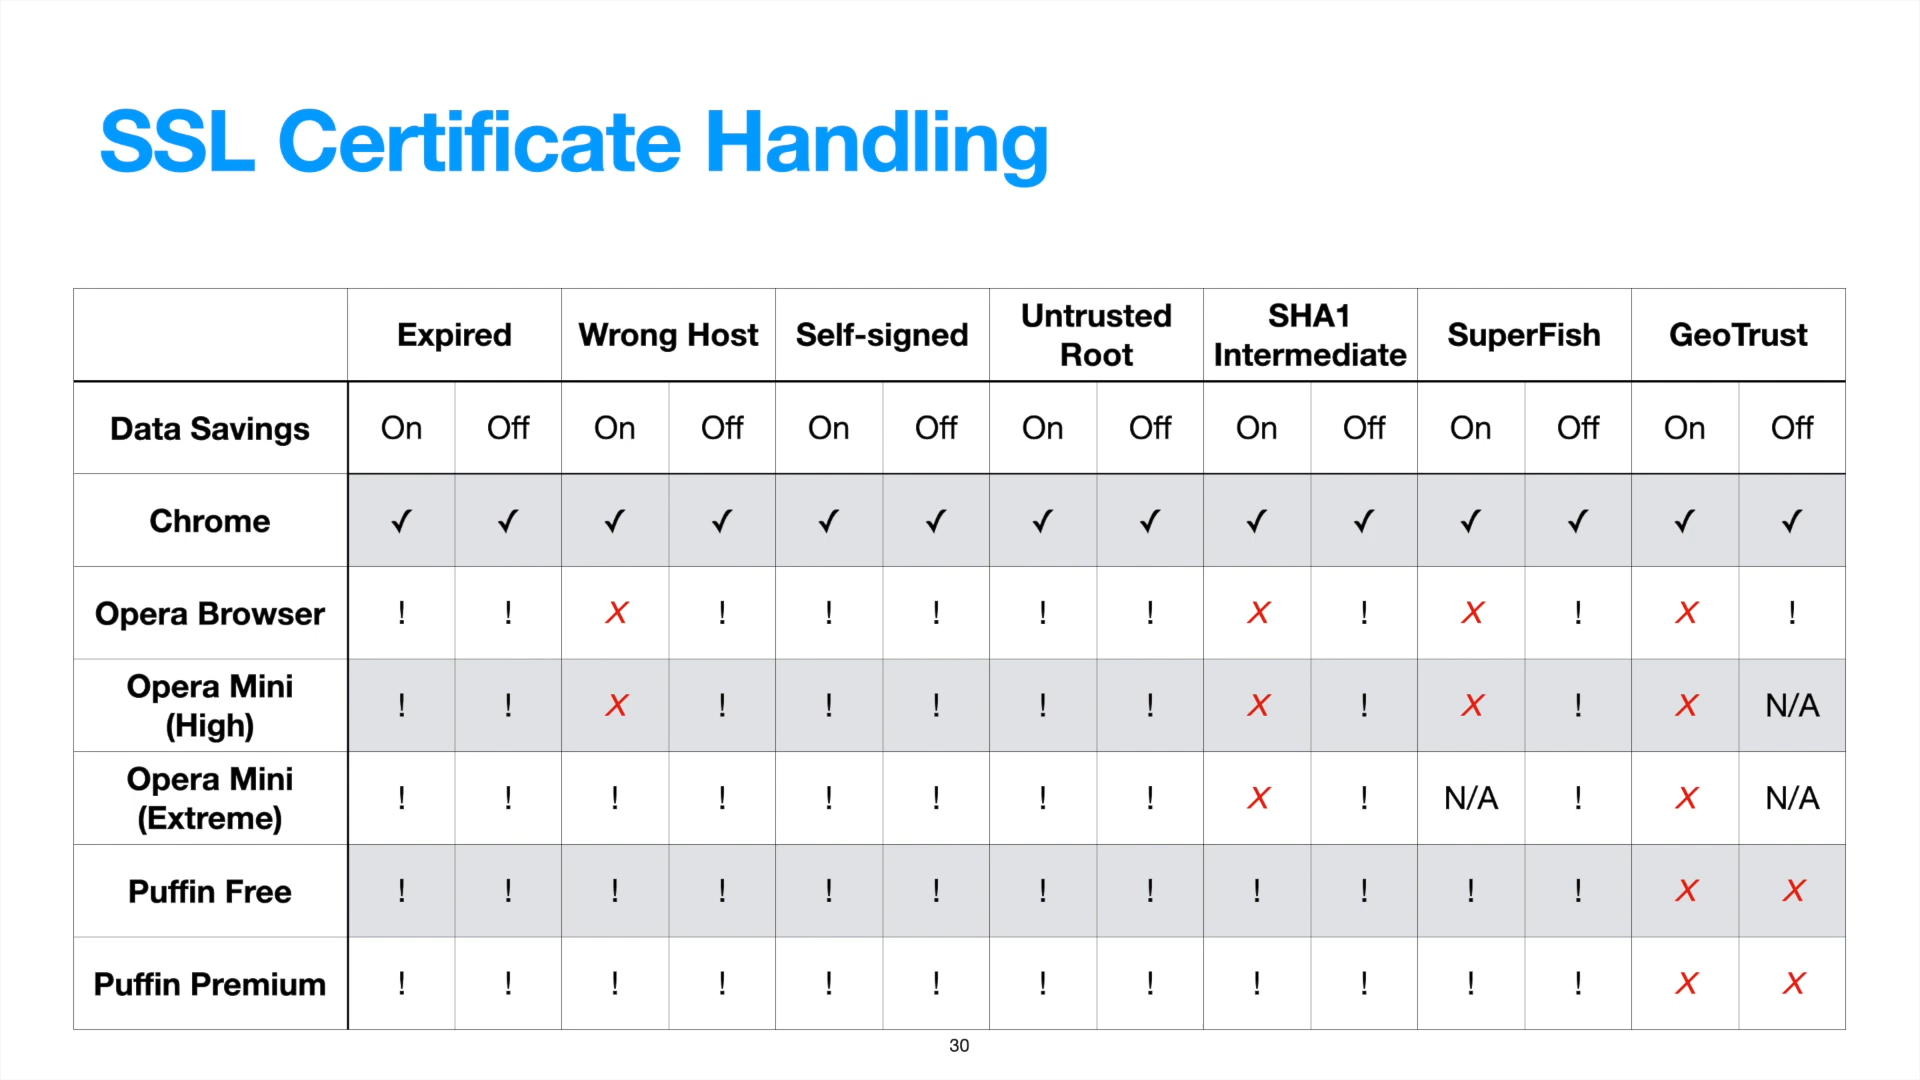 SSL Certificate Handling
Expired Wrong Host Self-signed Untrusted Root SHA1 Intermediate SuperFish GeoTrust
Data Savings On Off On Off On Off On Off On Off On Off On Off
Chrome ✓ ✓ ✓ ✓ ✓ ✓ ✓ ✓ ✓ ✓ ✓ ✓ ✓ ✓
Opera Browser ! ! X ! ! ! ! ! X ! X ! X !
Opera Mini (High) ! ! X ! ! ! ! ! X ! X ! X N/A
Opera Mini (Extreme) ! ! ! ! ! ! ! ! X ! N/A ! X N/A
Puffin Free ! ! ! ! ! ! ! ! ! ! ! ! X X
Puffin Premium ! ! ! ! ! ! ! ! ! ! ! ! X X
30